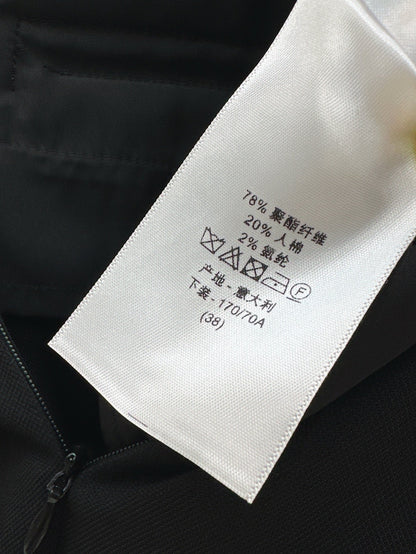 78% 聚酯纤维
20% 人棉
2% 氨纶
F
产地 - 意大利
下装 - 170/70A
(38)